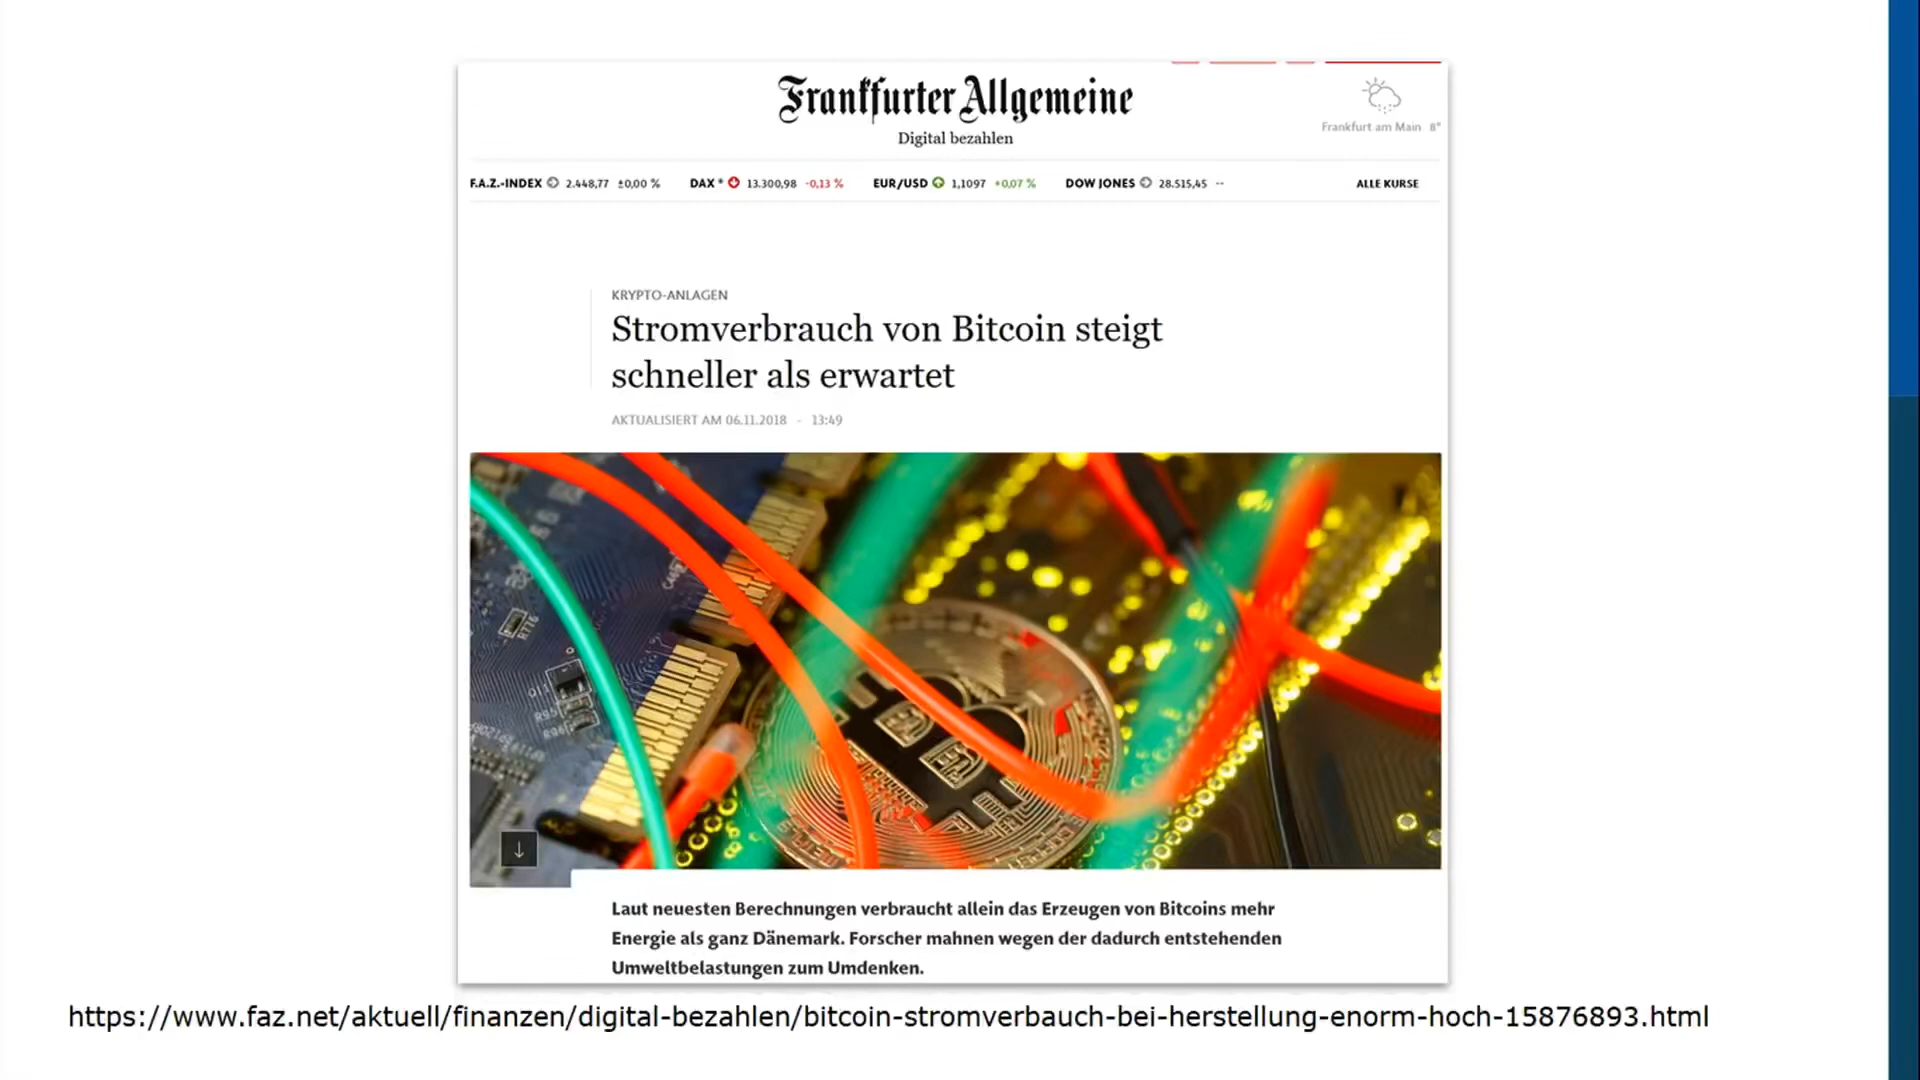 Frankfurter Allgemeine
Digital bezahlen
Frankfurt am Main 8°
F.A.Z.-INDEX 2.448,77 ±0,00 % DAX * 13.300,98 -0,13 % EUR/USD 1,1097 +0,07 % DOW JONES 28.515,45 -- ALLE KURSE
KRYPTO-ANLAGEN
Stromverbrauch von Bitcoin steigt
schneller als erwartet
AKTUALISIERT AM 06.11.2018 - 13:49
R776
Laut neuesten Berechnungen verbraucht allein das Erzeugen von Bitcoins mehr
Energie als ganz Dänemark. Forscher mahnen wegen der dadurch entstehenden
Umweltbelastungen zum Umdenken.
https://www.faz.net/aktuell/finanzen/digital-bezahlen/bitcoin-stromverbauch-bei-herstellung-enorm-hoch-15876893.html